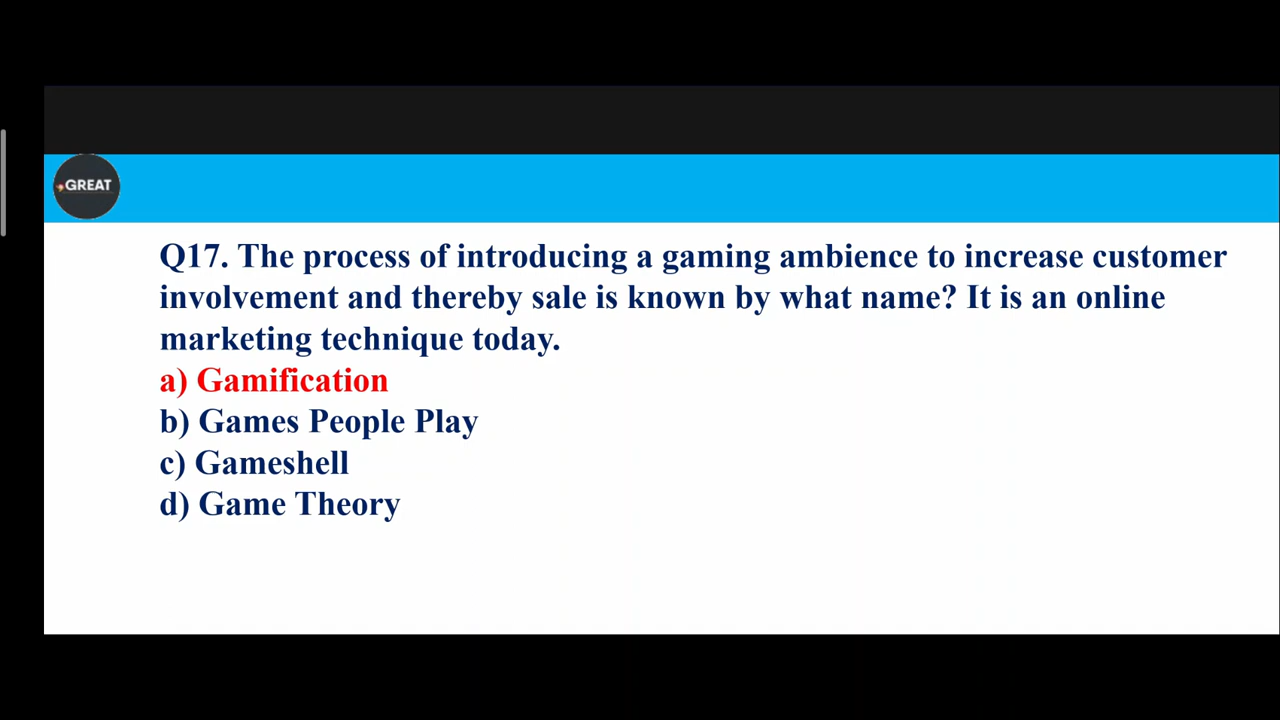 GREAT
Q17. The process of introducing a gaming ambience to increase customer
involvement and thereby sale is known by what name? It is an online
marketing technique today.
a) Gamification
b) Games People Play
c) Gameshell
d) Game Theory